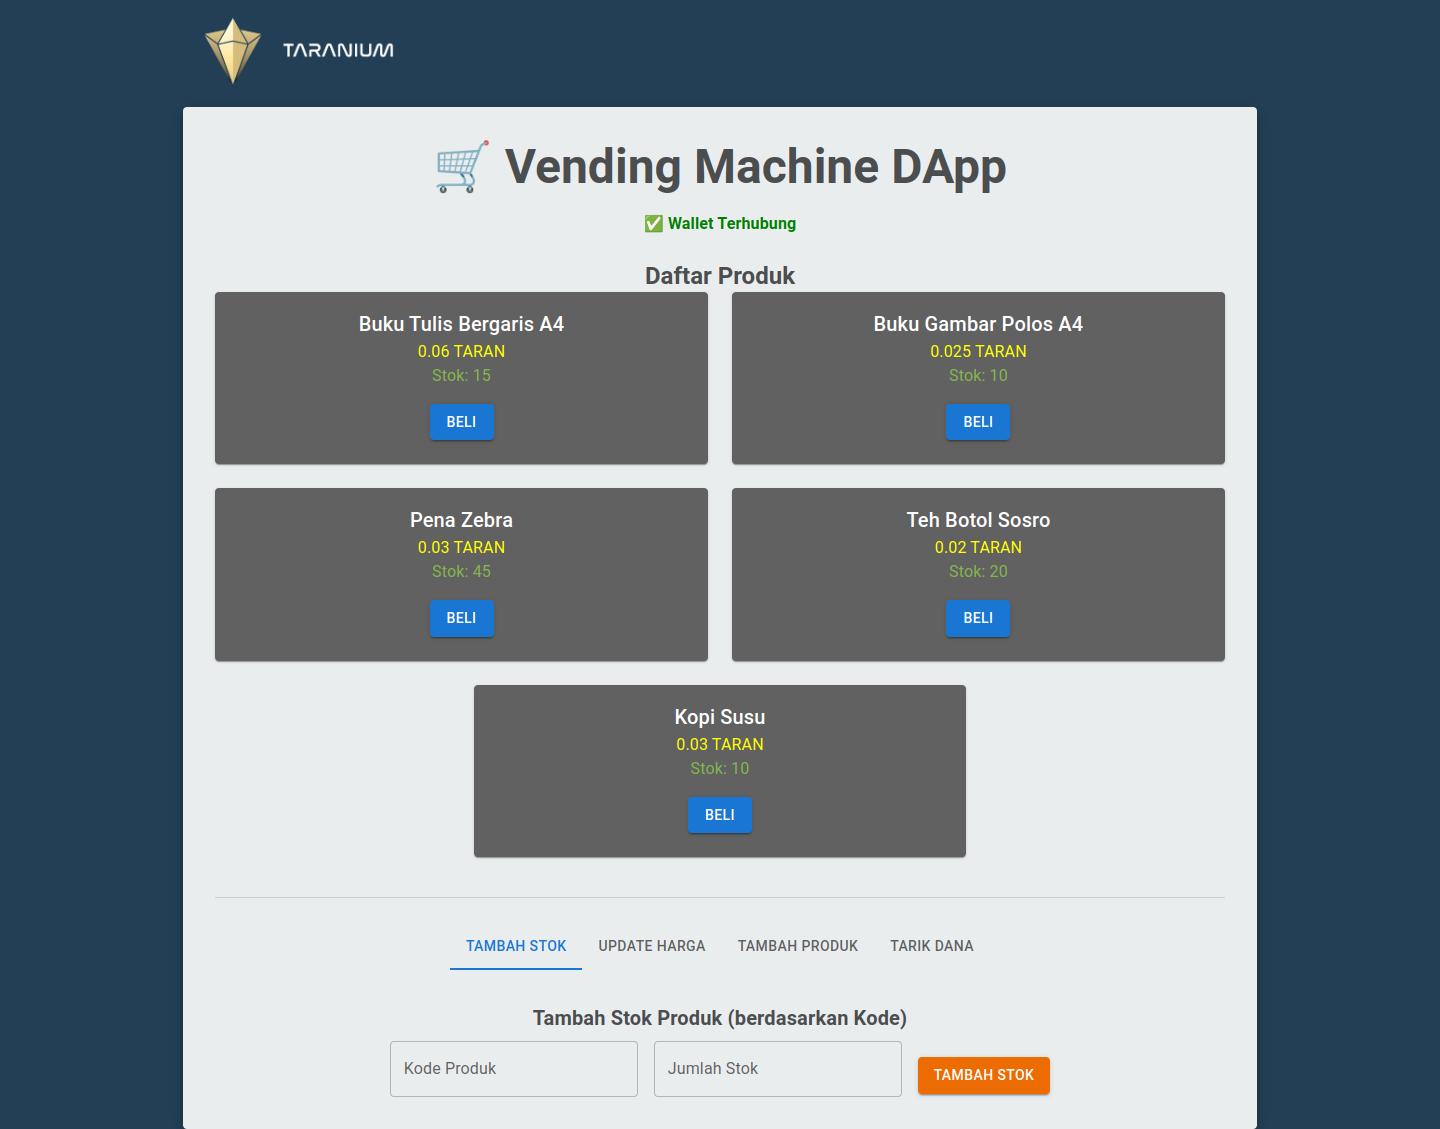 TARANIUM
🛒 Vending Machine DApp
✅ Wallet Terhubung
Daftar Produk
Buku Tulis Bergaris A4
0.06 TARAN
Stok: 15
BELI
Buku Gambar Polos A4
0.025 TARAN
Stok: 10
BELI
Pena Zebra
0.03 TARAN
Stok: 45
BELI
Teh Botol Sosro
0.02 TARAN
Stok: 20
BELI
Kopi Susu
0.03 TARAN
Stok: 10
BELI
TAMBAH STOK UPDATE HARGA TAMBAH PRODUK TARIK DANA
Tambah Stok Produk (berdasarkan Kode)
Kode Produk Jumlah Stok TAMBAH STOK